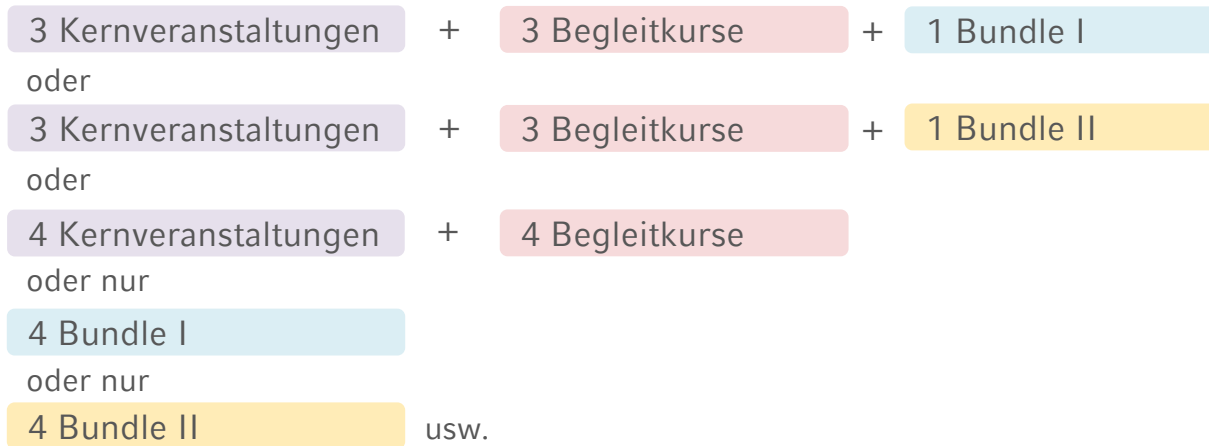 3 Kernveranstaltungen + 3 Begleitkurse + 1 Bundle I
oder
3 Kernveranstaltungen + 3 Begleitkurse + 1 Bundle II
oder
4 Kernveranstaltungen + 4 Begleitkurse
oder nur
4 Bundle I
oder nur
4 Bundle II usw.